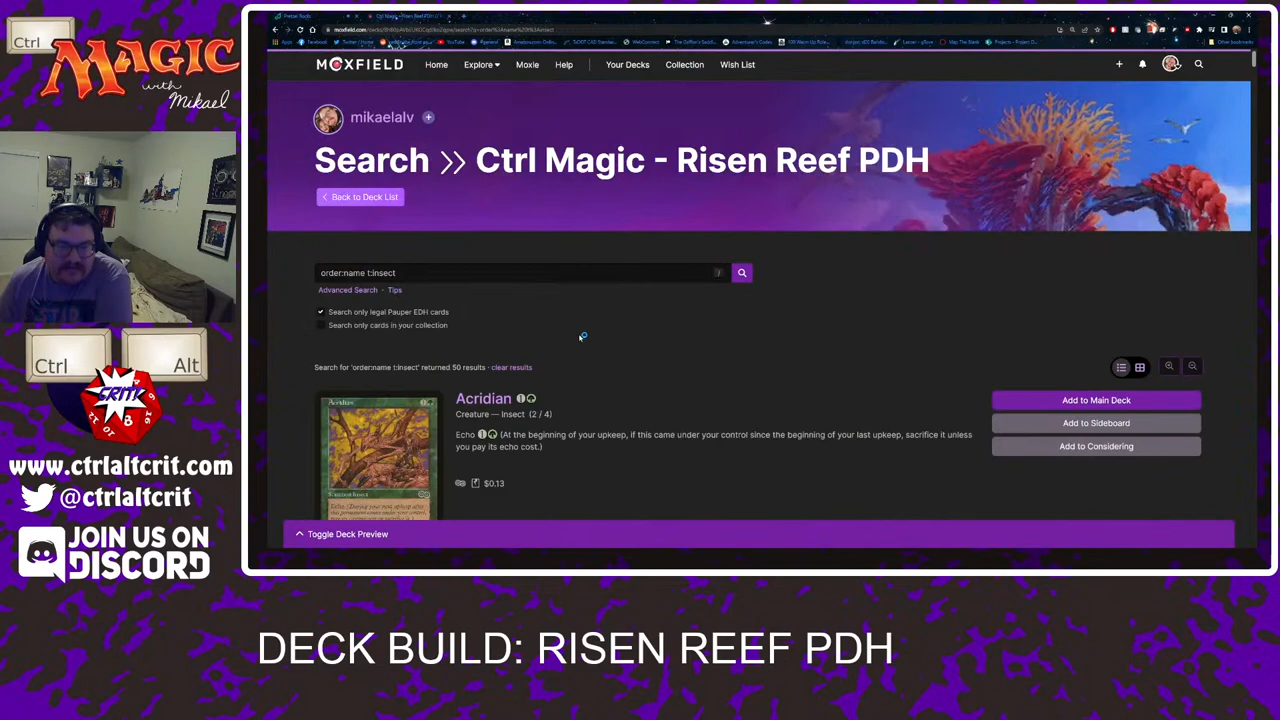 Ctrl
MAGIC
with
Mikael
Ctrl
Alt
CRIT!
www.ctrlaltcrit.com
@ctrlaltcrit
JOIN US ON
DISCORD
MOXFIELD
Home
Explore
Moxie
Help
Your Decks
Collection
Wish List
mikaelalv
Search >> Ctrl Magic - Risen Reef PDH
Back to Deck List
order:name t:insect
/
Advanced Search · Tips
Search only legal Pauper EDH cards
Search only cards in your collection
Search for 'order:name t:insect' returned 50 results · clear results
Acridian
Acridian
Creature — Insect (2 / 4)
Echo 1 (At the beginning of your upkeep, if this came under your control since the beginning of your last upkeep, sacrifice it unless
you pay its echo cost.)
$0.13
Add to Main Deck
Add to Sideboard
Add to Considering
Toggle Deck Preview
DECK BUILD: RISEN REEF PDH